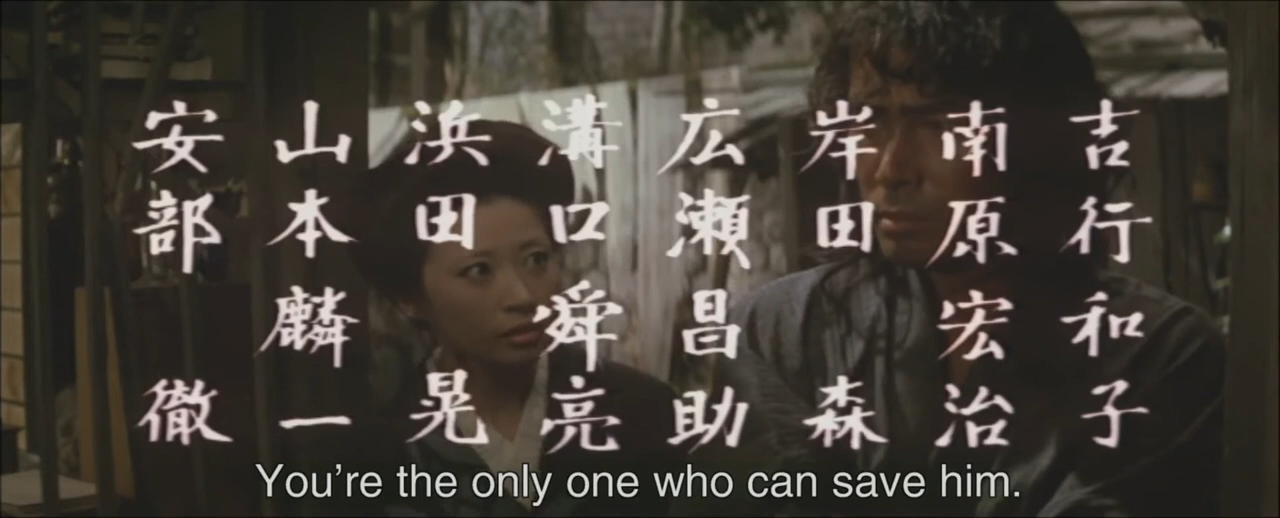 吉行和子
南原宏治
岸田森
広瀬昌助
溝口舜亮
浜田晃
山本麟一
安部徹
You're the only one who can save him.